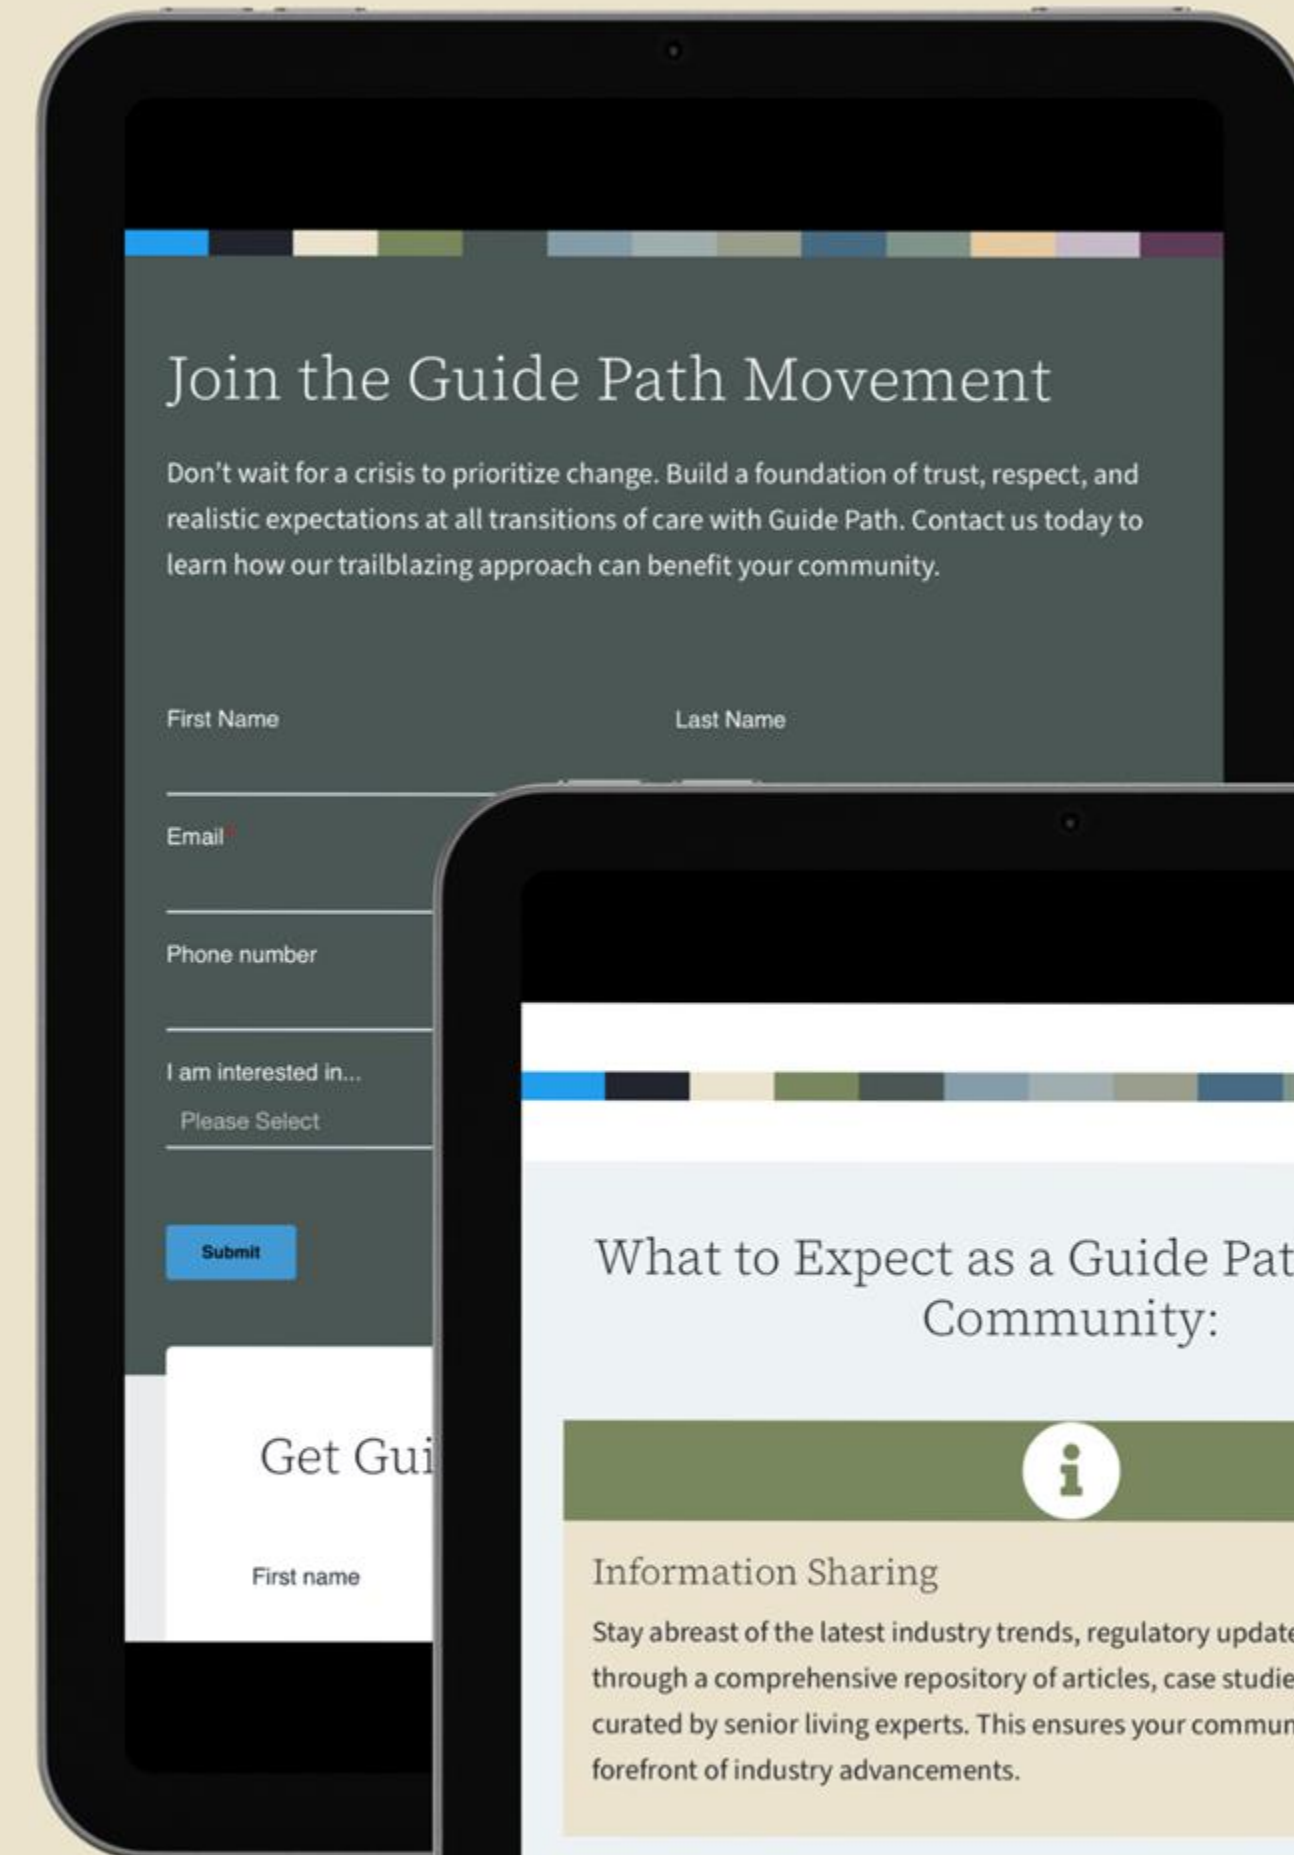 Join the Guide Path Movement
Don't wait for a crisis to prioritize change. Build a foundation of trust, respect, and
realistic expectations at all transitions of care with Guide Path. Contact us today to
learn how our trailblazing approach can benefit your community.
First Name
Last Name
Email*
Phone number
I am interested in...
Please Select
Submit
Get Gui
First name
What to Expect as a Guide Pat
Community:
Information Sharing
Stay abreast of the latest industry trends, regulatory update
through a comprehensive repository of articles, case studie
curated by senior living experts. This ensures your commun
forefront of industry advancements.